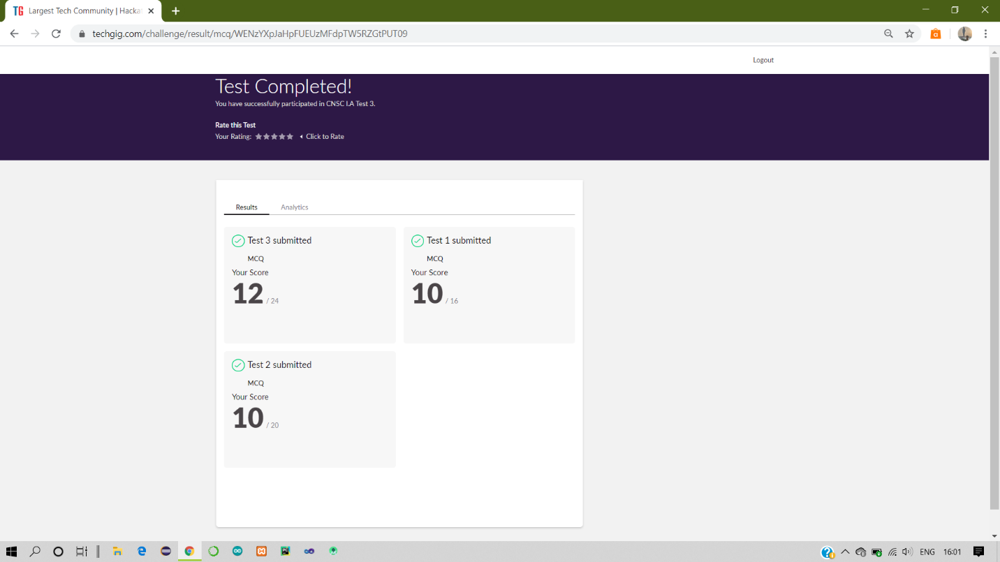 TG Largest Tech Community | Hacka
techgig.com/challenge/result/mcq/WENzYXpJaHpFUEUzMFdpTW5RZGtPUT09
Logout
Test Completed!
You have successfully participated in CNSC I.A Test 3.
Rate this Test
Your Rating: Click to Rate
Results Analytics
Test 3 submitted
MCQ
Your Score
12 / 24
Test 1 submitted
MCQ
Your Score
10 / 16
Test 2 submitted
MCQ
Your Score
10 / 20
ENG 16:01